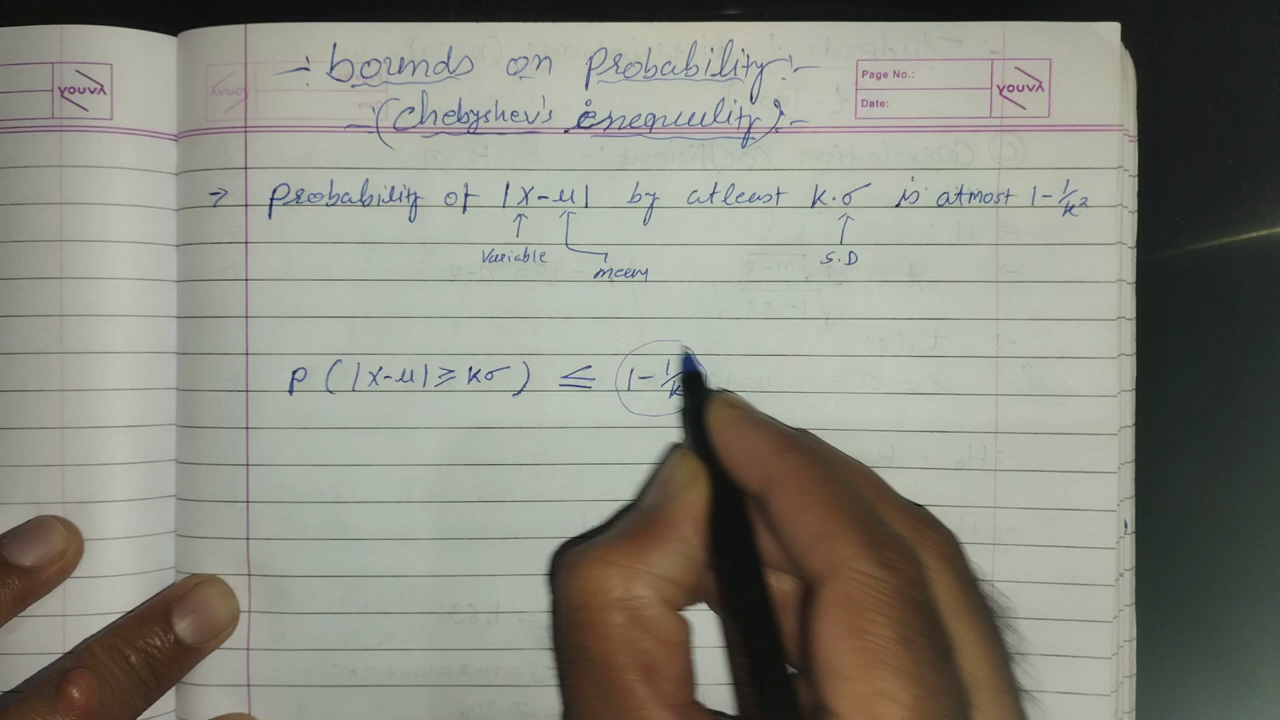 -: bounds on Probability :-
-: (Chebyshev's inequality) :-
Page No.:
Date:
youva
youva
→ Probability of |X-μ| by atleast K.σ is atmost 1-1/K²
↑ ↑ ↑
Variable mean S.D
P ( |X-μ| ≥ Kσ ) ≤ 1-1/K